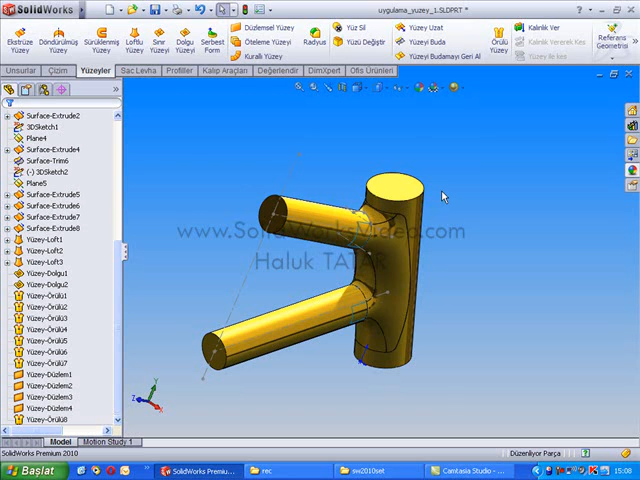 SolidWorks
uygulama_yuzey_1.SLDPRT *
Ekstrüze Yüzey
Döndürülmüş Yüzey
Sürüklenmiş Yüzey
Loftlu Yüzey
Sınır Yüzey
Dolgu Yüzeyi
Serbest Form
Düzlemsel Yüzey
Öteleme Yüzeyi
Kurallı Yüzey
Radyus
Yüz Sil
Yüzü Değiştir
Yüzey Uzat
Yüzeyi Buda
Yüzeyi Budamayı Geri Al
Örülü Yüzey
Kalınlık Ver
Kalınlık Vererek Kes
Yüzey ile kes
Referans Geometrisi
Unsurlar
Çizim
Yüzeyler
Sac Levha
Profiller
Kalıp Araçları
Değerlendir
DimXpert
Ofis Ürünleri
Surface-Extrude2
3DSketch1
Plane4
Surface-Extrude4
Surface-Trim6
(-) 3DSketch2
Plane5
Surface-Extrude5
Surface-Extrude6
Surface-Extrude7
Surface-Extrude8
Yüzey-Loft1
Yüzey-Loft2
Yüzey-Loft3
Yüzey-Dolgu1
Yüzey-Dolgu2
Yüzey-Örülü1
Yüzey-Örülü2
Yüzey-Örülü3
Yüzey-Örülü4
Yüzey-Örülü5
Yüzey-Örülü6
Yüzey-Örülü7
Yüzey-Düzlem1
Yüzey-Düzlem2
Yüzey-Düzlem3
Yüzey-Düzlem4
Yüzey-Örülü8
www.SolidWorksVideo.com
Haluk TATAR
Y
X
Z
Model
Motion Study 1
SolidWorks Premium 2010
Düzenleniyor Parça
Başlat
SolidWorks Premiu...
rec
sw2010set
Camtasia Studio - ...
15:08